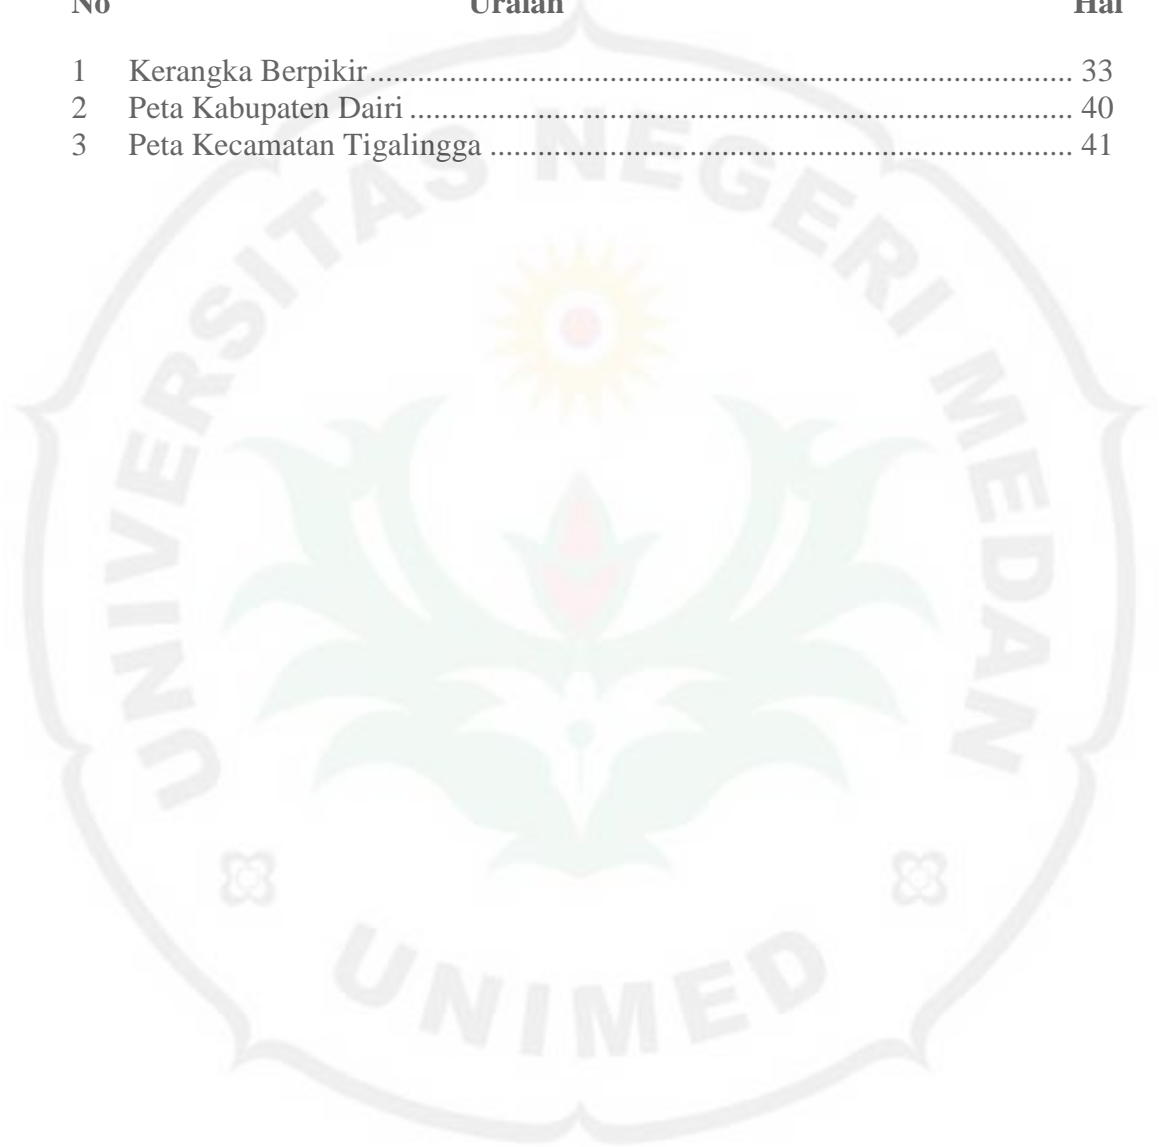 No Uraian Hal
1 Kerangka Berpikir........................................................................................ 33
2 Peta Kabupaten Dairi ................................................................................... 40
3 Peta Kecamatan Tigalingga ......................................................................... 41
UNIVERSITAS NEGERI MEDAN
UNIMED